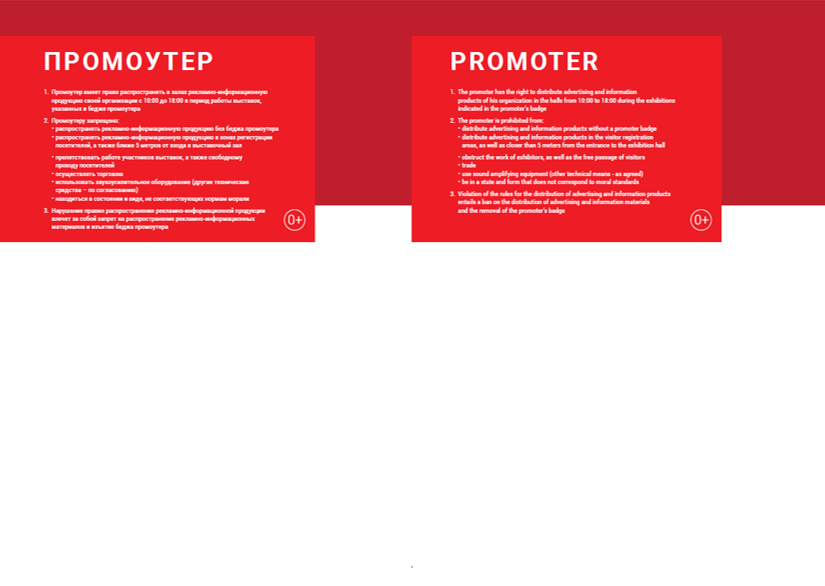 ПРОМОУТЕР
1. Промоутер имеет право распространять в залах рекламно-информационную
продукцию своей организации с 10:00 до 18:00 в период работы выставок,
указанных в бедже промоутера
2. Промоутеру запрещено:
• распространять рекламно-информационную продукцию без беджа промоутера
• распространять рекламно-информационную продукцию в зонах регистрации
посетителей, а также ближе 5 метров от входа в выставочный зал
• препятствовать работе участников выставок, а также свободному
проходу посетителей
• осуществлять торговлю
• использовать звукоусилительное оборудование (другие технические
средства – по согласованию)
• находиться в состоянии и виде, не соответствующих нормам морали
3. Нарушение правил распространения рекламно-информационной продукции
влечет за собой запрет на распространение рекламно-информационных
материалов и изъятие беджа промоутера
0+
PROMOTER
1. The promoter has the right to distribute advertising and information
products of his organization in the halls from 10:00 to 18:00 during the exhibitions
indicated in the promoter's badge
2. The promoter is prohibited from:
• distribute advertising and information products without a promoter badge
• distribute advertising and information products in the visitor registration
areas, as well as closer than 5 meters from the entrance to the exhibition hall
• obstruct the work of exhibitors, as well as the free passage of visitors
• trade
• use sound amplifying equipment (other technical means - as agreed)
• be in a state and form that does not correspond to moral standards
3. Violation of the rules for the distribution of advertising and information products
entails a ban on the distribution of advertising and information materials
and the removal of the promoter's badge
0+